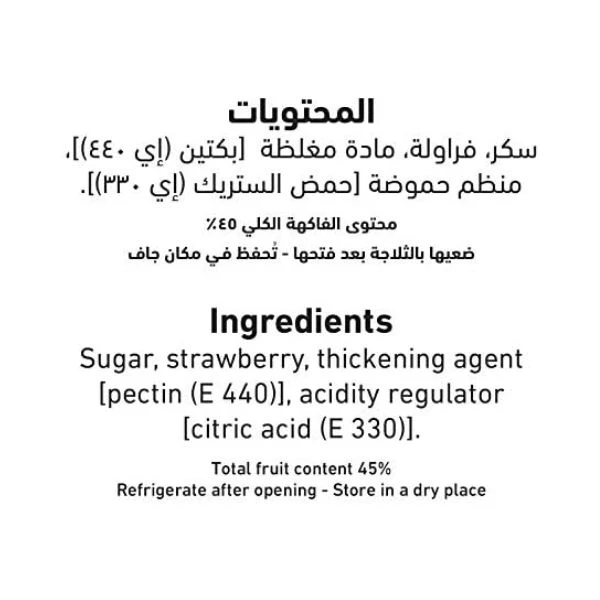 المحتويات
سكر، فراولة، مادة مغلظة [بكتين (إي ٤٤٠)]،
منظم حموضة [حمض الستريك (إي ٣٣٠)].
محتوى الفاكهة الكلي ٤٥٪
ضعيها بالثلاجة بعد فتحها - تُحفظ في مكان جاف
Ingredients
Sugar, strawberry, thickening agent
[pectin (E 440)], acidity regulator
[citric acid (E 330)].
Total fruit content 45%
Refrigerate after opening - Store in a dry place